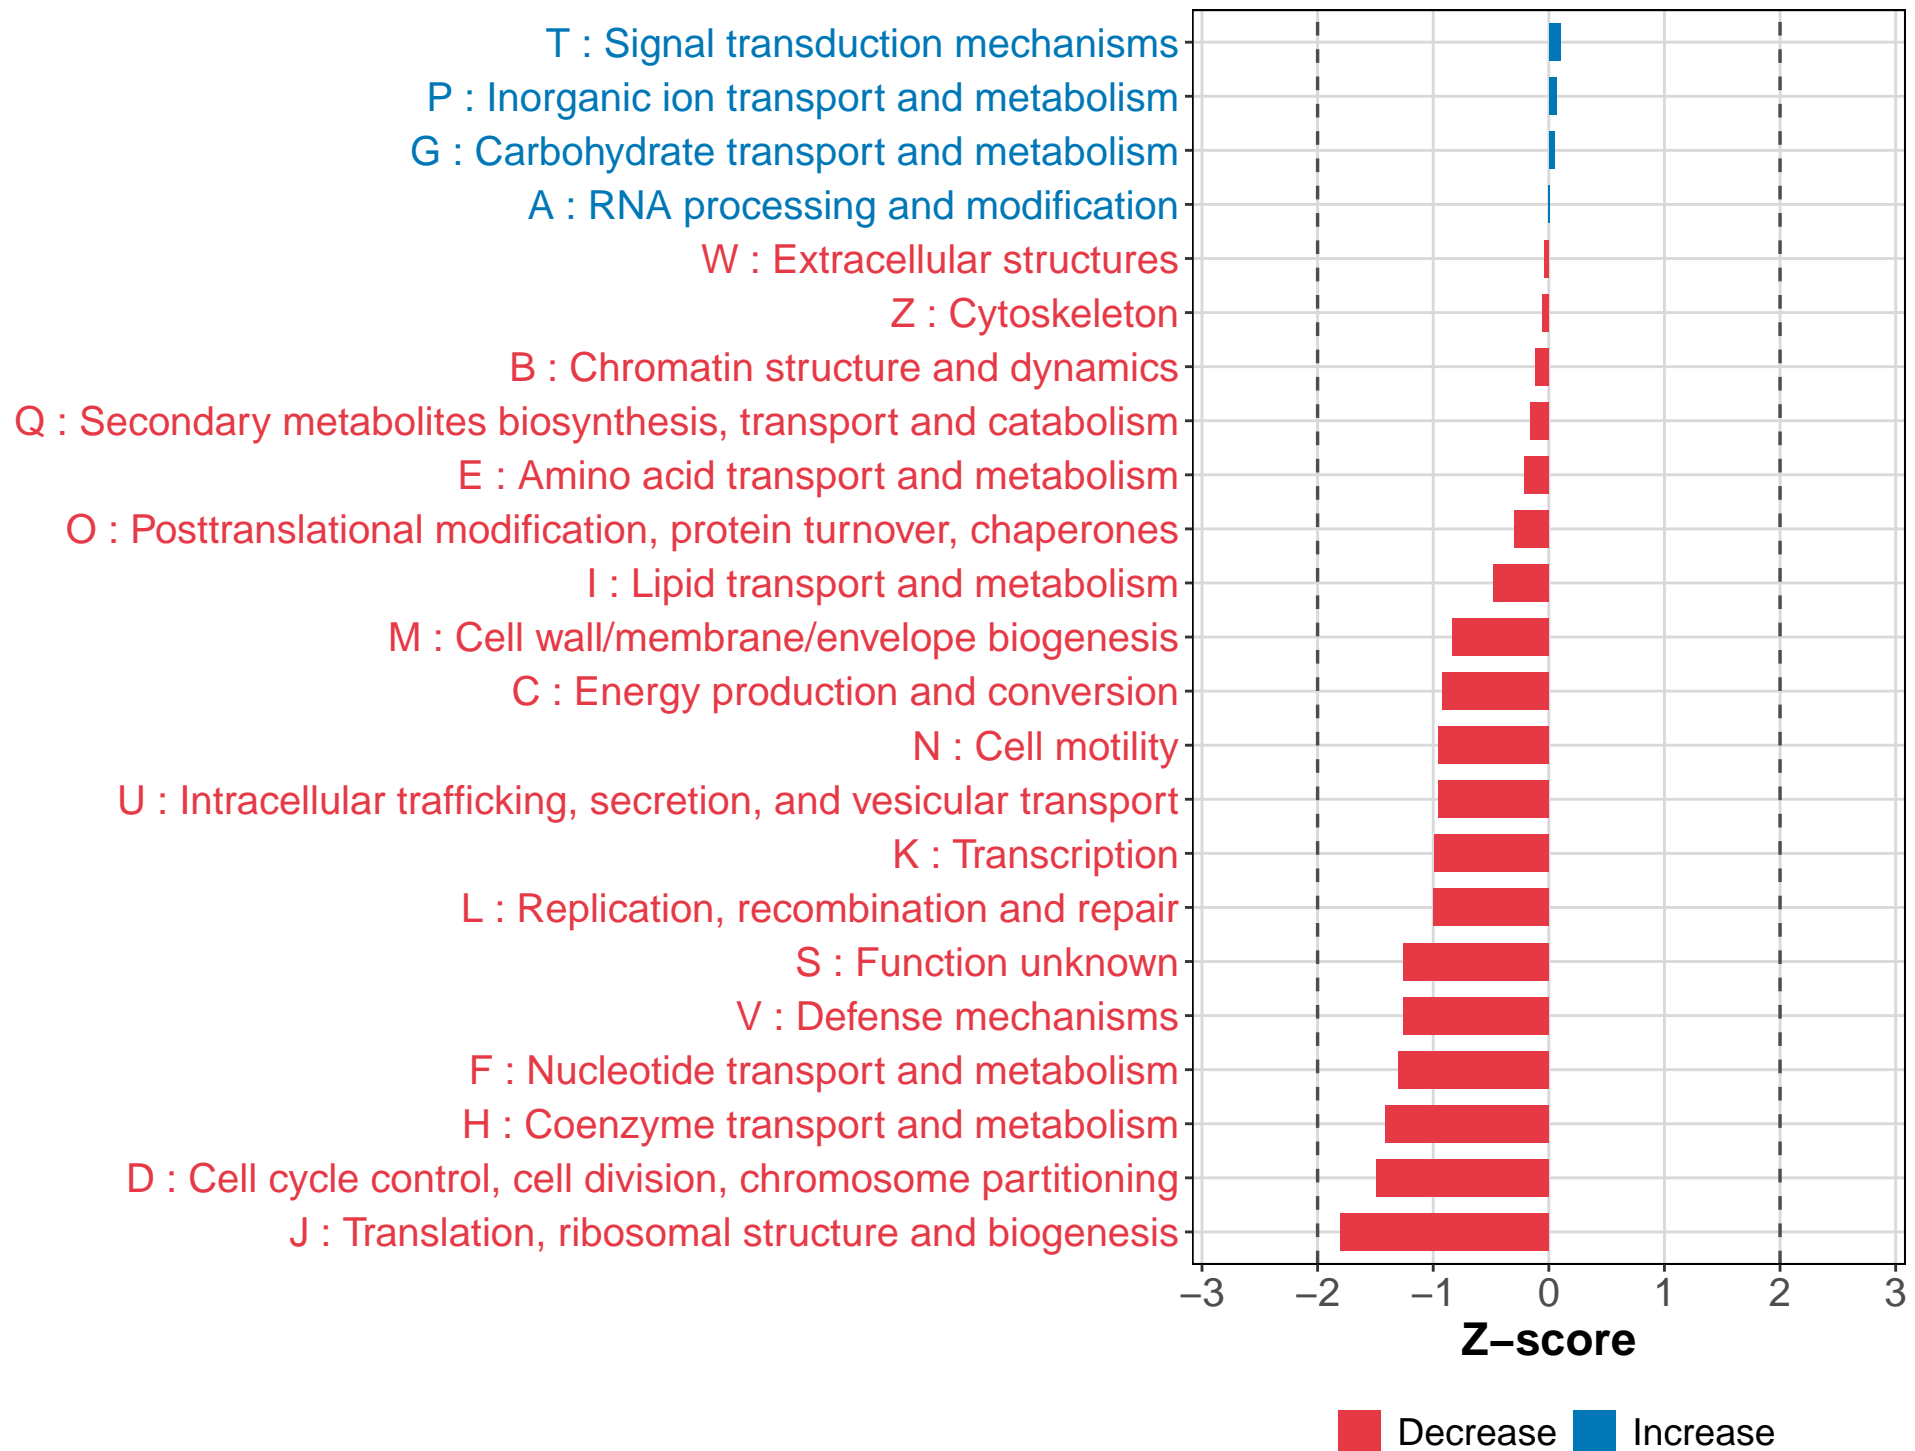 T : Signal transduction mechanisms
P : Inorganic ion transport and metabolism
G : Carbohydrate transport and metabolism
A : RNA processing and modification
W : Extracellular structures
Z : Cytoskeleton
B : Chromatin structure and dynamics
Q : Secondary metabolites biosynthesis, transport and catabolism
E : Amino acid transport and metabolism
O : Posttranslational modification, protein turnover, chaperones
I : Lipid transport and metabolism
M : Cell wall/membrane/envelope biogenesis
C : Energy production and conversion
N : Cell motility
U : Intracellular trafficking, secretion, and vesicular transport
K : Transcription
L : Replication, recombination and repair
S : Function unknown
V : Defense mechanisms
F : Nucleotide transport and metabolism
H : Coenzyme transport and metabolism
D : Cell cycle control, cell division, chromosome partitioning
J : Translation, ribosomal structure and biogenesis
−3 −2 −1 0 1 2 3
Z−score
Decrease Increase